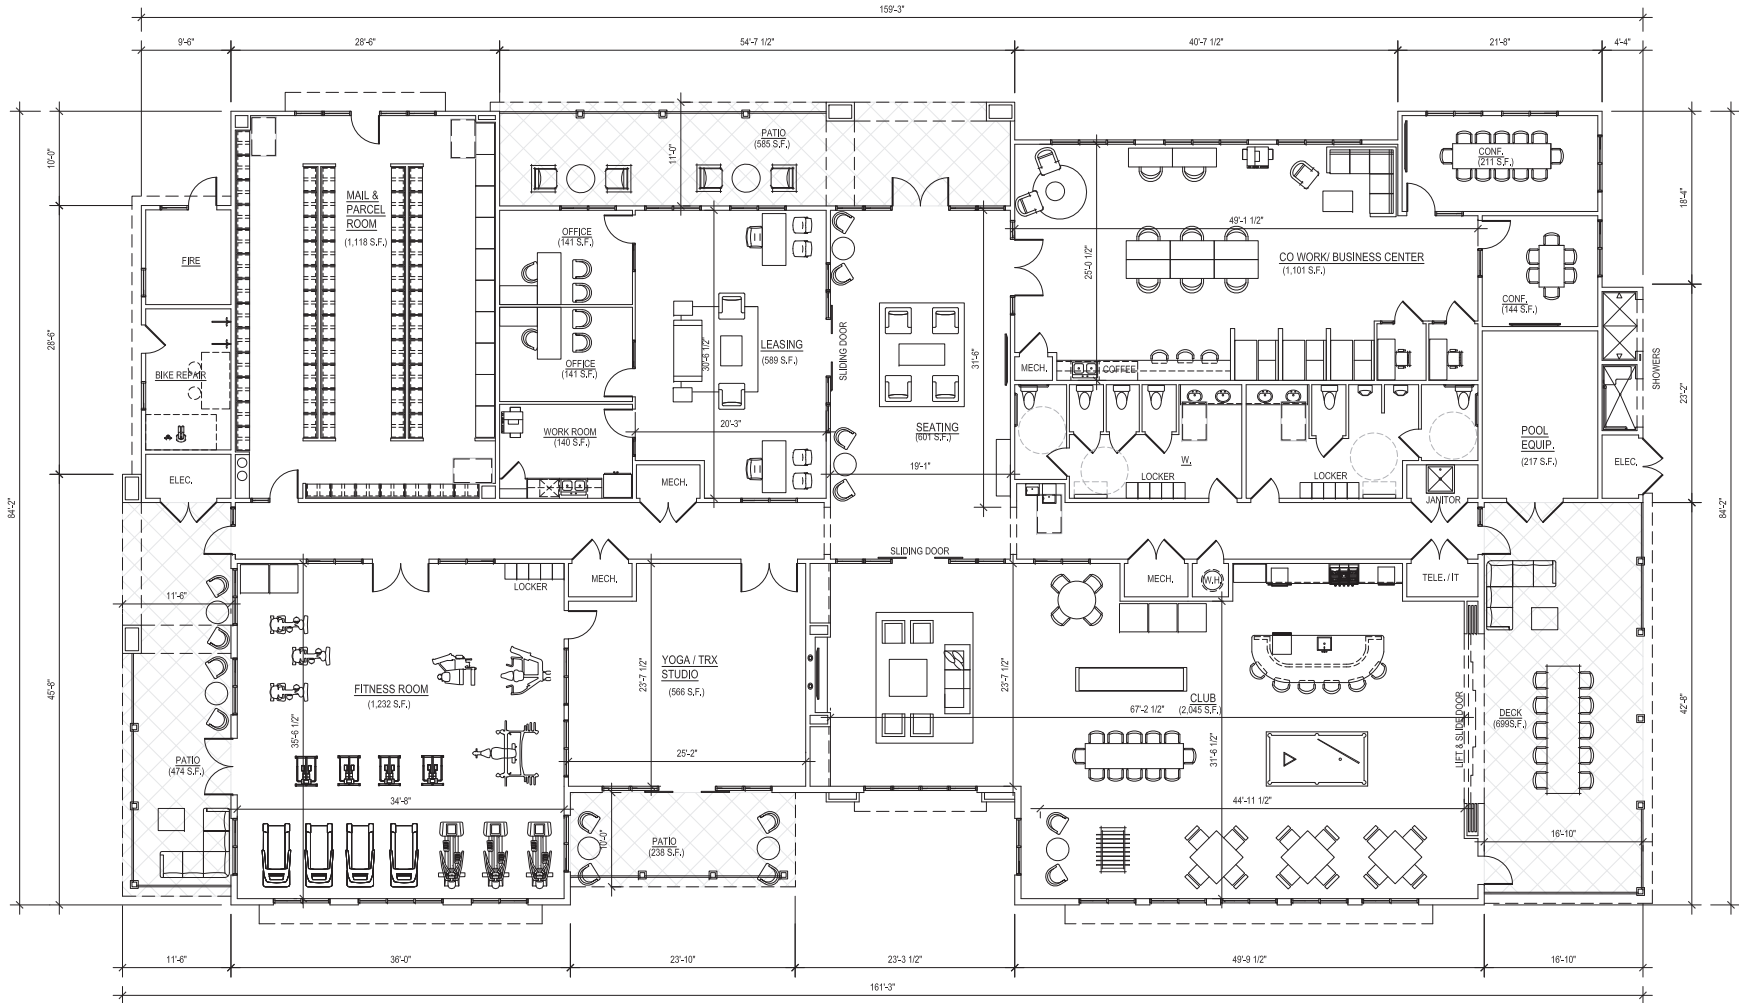 159'-3"
9'-6"
28'-6"
54'-7 1/2"
40'-7 1/2"
21'-8"
4'-4"
84'-2"
10'-0"
28'-6"
45'-8"
18'-4"
23'-2"
42'-8"
84'-2"
PATIO
(585 S.F.)
11'-0"
CONF.
(211 S.F.)
MAIL &
PARCEL
ROOM
(1,118 S.F.)
FIRE
OFFICE
(141 S.F.)
49'-1 1/2"
25'-0 1/2"
CO WORK/ BUSINESS CENTER
(1,101 S.F.)
CONF.
(144 S.F.)
LEASING
(589 S.F.)
30'-6 1/2"
SLIDING DOOR
31'-6"
OFFICE
(141 S.F.)
BIKE REPAIR
MECH.
COFFEE
SHOWERS
20'-3"
WORK ROOM
(140 S.F.)
SEATING
(601 S.F.)
19'-1"
POOL
EQUIP.
(217 S.F.)
W.
LOCKER
LOCKER
ELEC.
ELEC.
MECH.
JANITOR
SLIDING DOOR
LOCKER
MECH.
MECH.
W.H
TELE. / IT
11'-6"
FITNESS ROOM
(1,232 S.F.)
35'-6 1/2"
YOGA / TRX
STUDIO
(566 S.F.)
23'-7 1/2"
23'-7 1/2"
CLUB
(2,045 S.F.)
67'-2 1/2"
31'-6 1/2"
LIFT & SLIDE DOOR
DECK
(699S.F.)
PATIO
(474 S.F.)
25'-2"
34'-8"
44'-11 1/2"
PATIO
(238 S.F.)
10'-0"
16'-10"
11'-6"
36'-0"
23'-10"
23'-3 1/2"
49'-9 1/2"
16'-10"
161'-3"